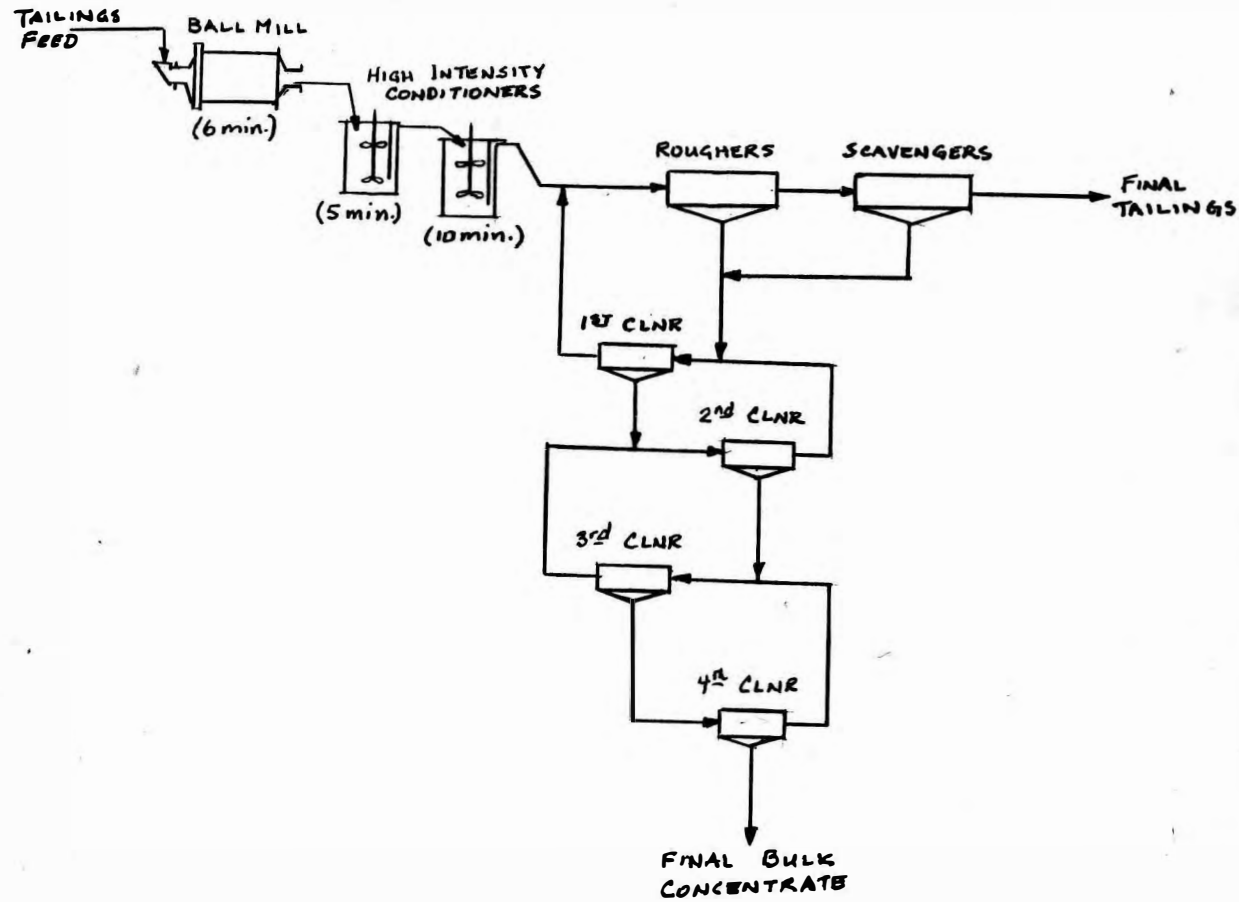 TAILINGS
FEED
BALL MILL
(6 min.)
HIGH INTENSITY
CONDITIONERS
(5 min.)
(10 min.)
ROUGHERS
SCAVENGERS
FINAL
TAILINGS
1ST CLNR
2nd CLNR
3rd CLNR
4th CLNR
FINAL BULK
CONCENTRATE